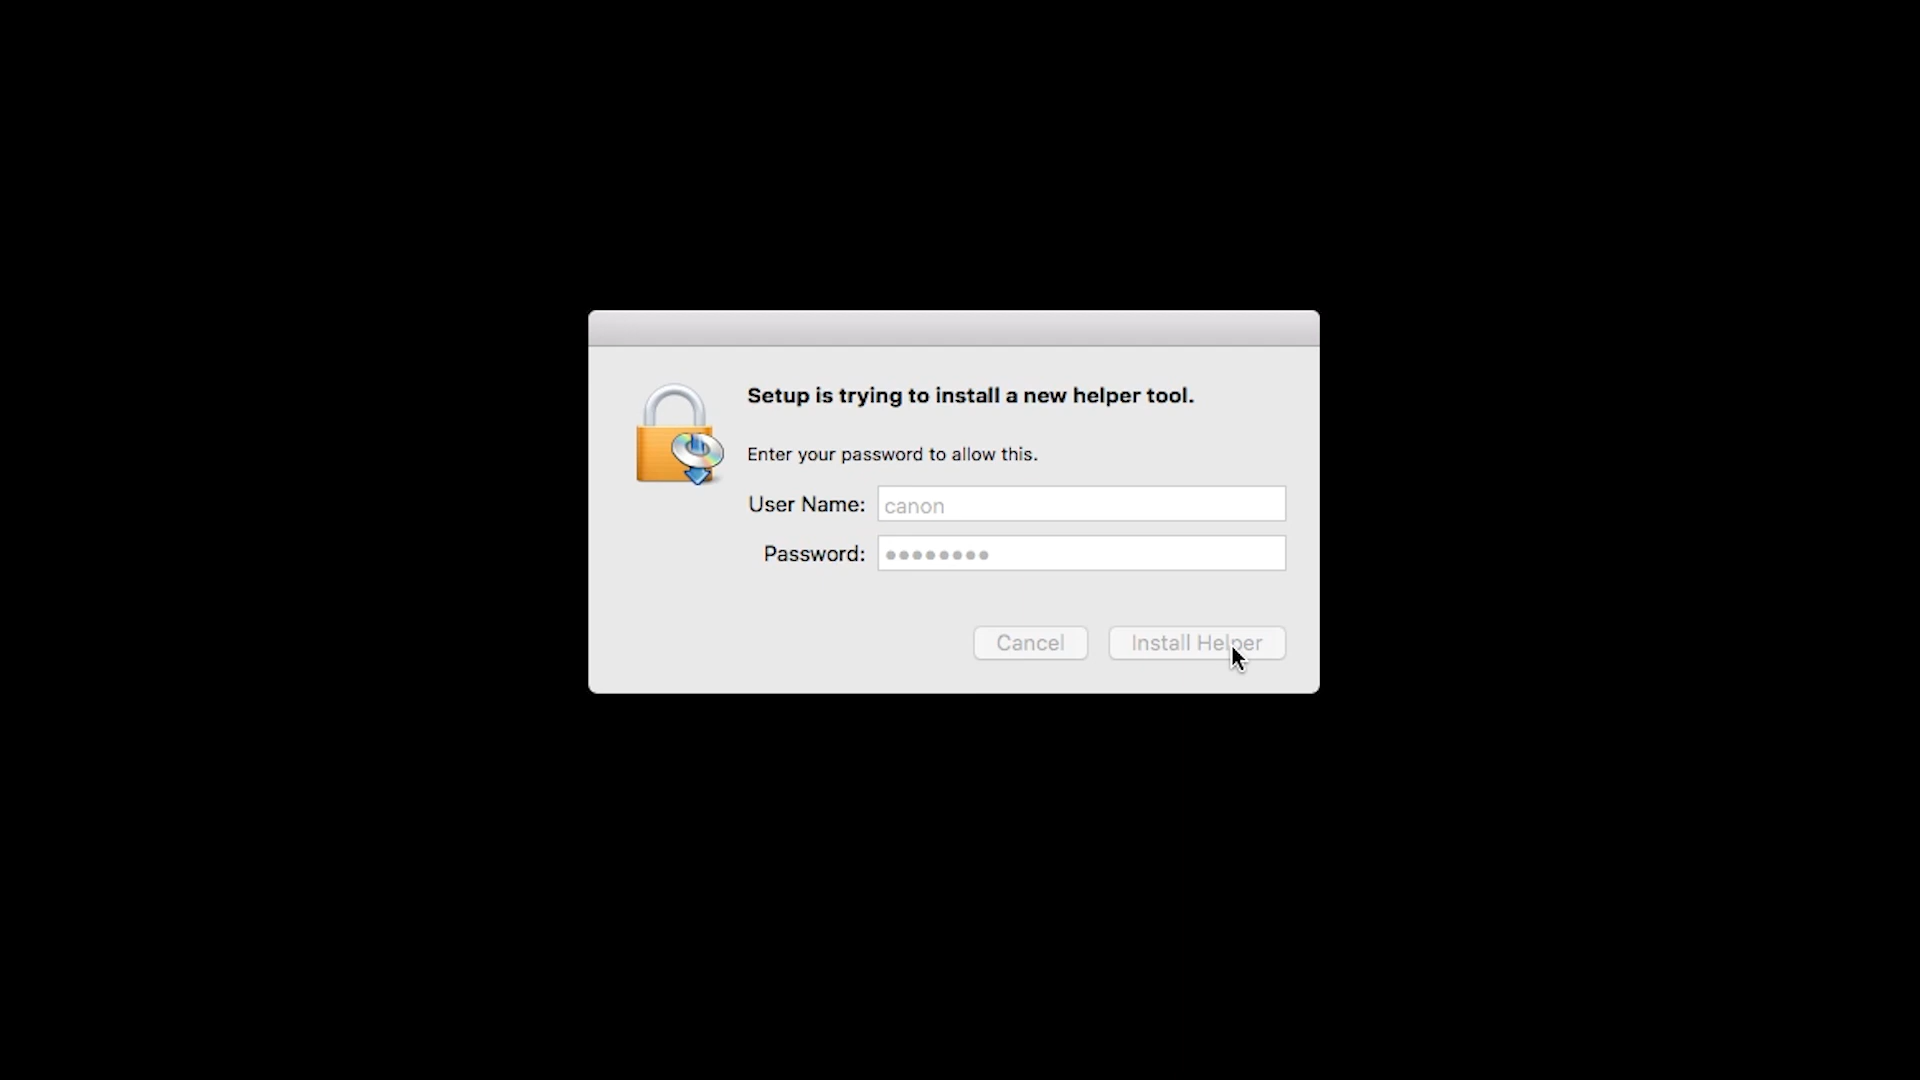 Setup is trying to install a new helper tool.
Enter your password to allow this.
User Name: canon
Password: ••••••••
Cancel Install Helper